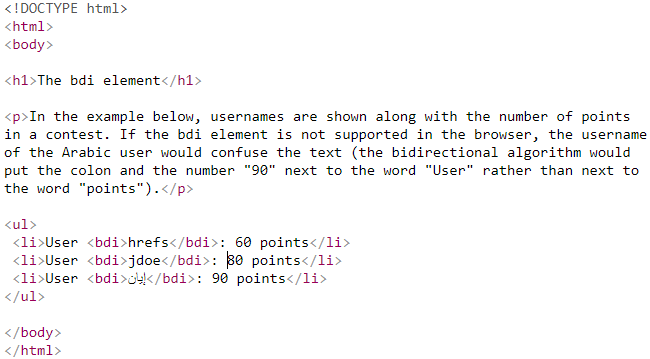 <!DOCTYPE html>
<html>
<body>
<h1>The bdi element</h1>
<p>In the example below, usernames are shown along with the number of points
in a contest. If the bdi element is not supported in the browser, the username
of the Arabic user would confuse the text (the bidirectional algorithm would
put the colon and the number "90" next to the word "User" rather than next to
the word "points").</p>
<ul>
<li>User <bdi>hrefs</bdi>: 60 points</li>
<li>User <bdi>jdoe</bdi>: 80 points</li>
<li>User <bdi>إيان</bdi>: 90 points</li>
</ul>
</body>
</html>